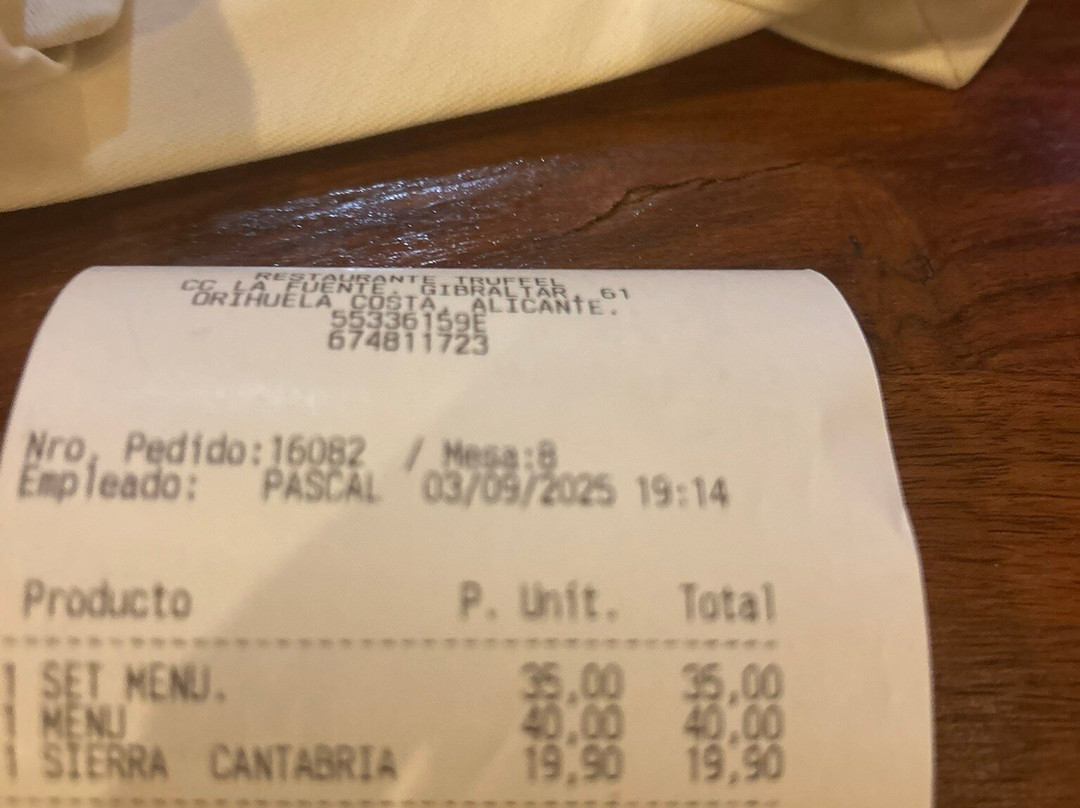 RESTAURANTE TRUFFEL
CC LA FUENTE, GIBRALTAR, 61
ORIHUELA COSTA, ALICANTE.
55336159E
674811723
Nro. Pedido:16082 / Mesa:8
Empleado: PASCAL 03/09/2025 19:14
Producto P. Unit. Total
1 SET MENU. 35,00 35,00
1 MENU 40,00 40,00
1 SIERRA CANTABRIA 19,90 19,90